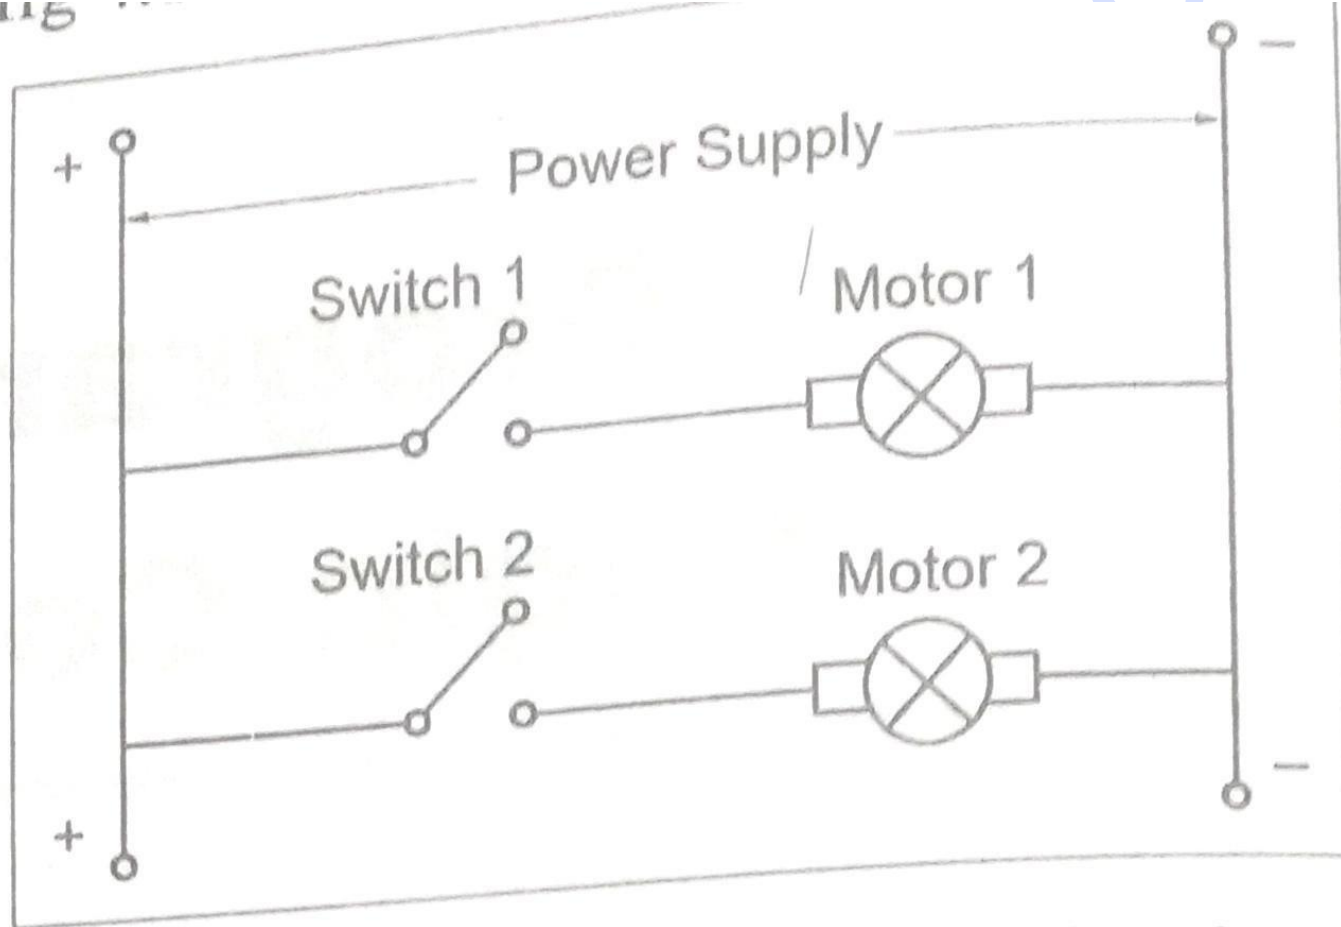 −
+
Power Supply
Switch 1
Motor 1
Switch 2
Motor 2
−
+